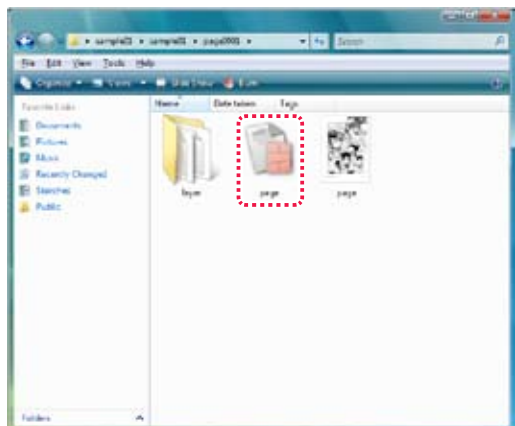 sample01 sample01 page0001 Search
File Edit View Tools Help
Organize Views Slide Show Burn
Favorite Links
Name Date taken Tags
Documents
Pictures
Music
Recently Changed
Searches
Public
layer page page
Folders